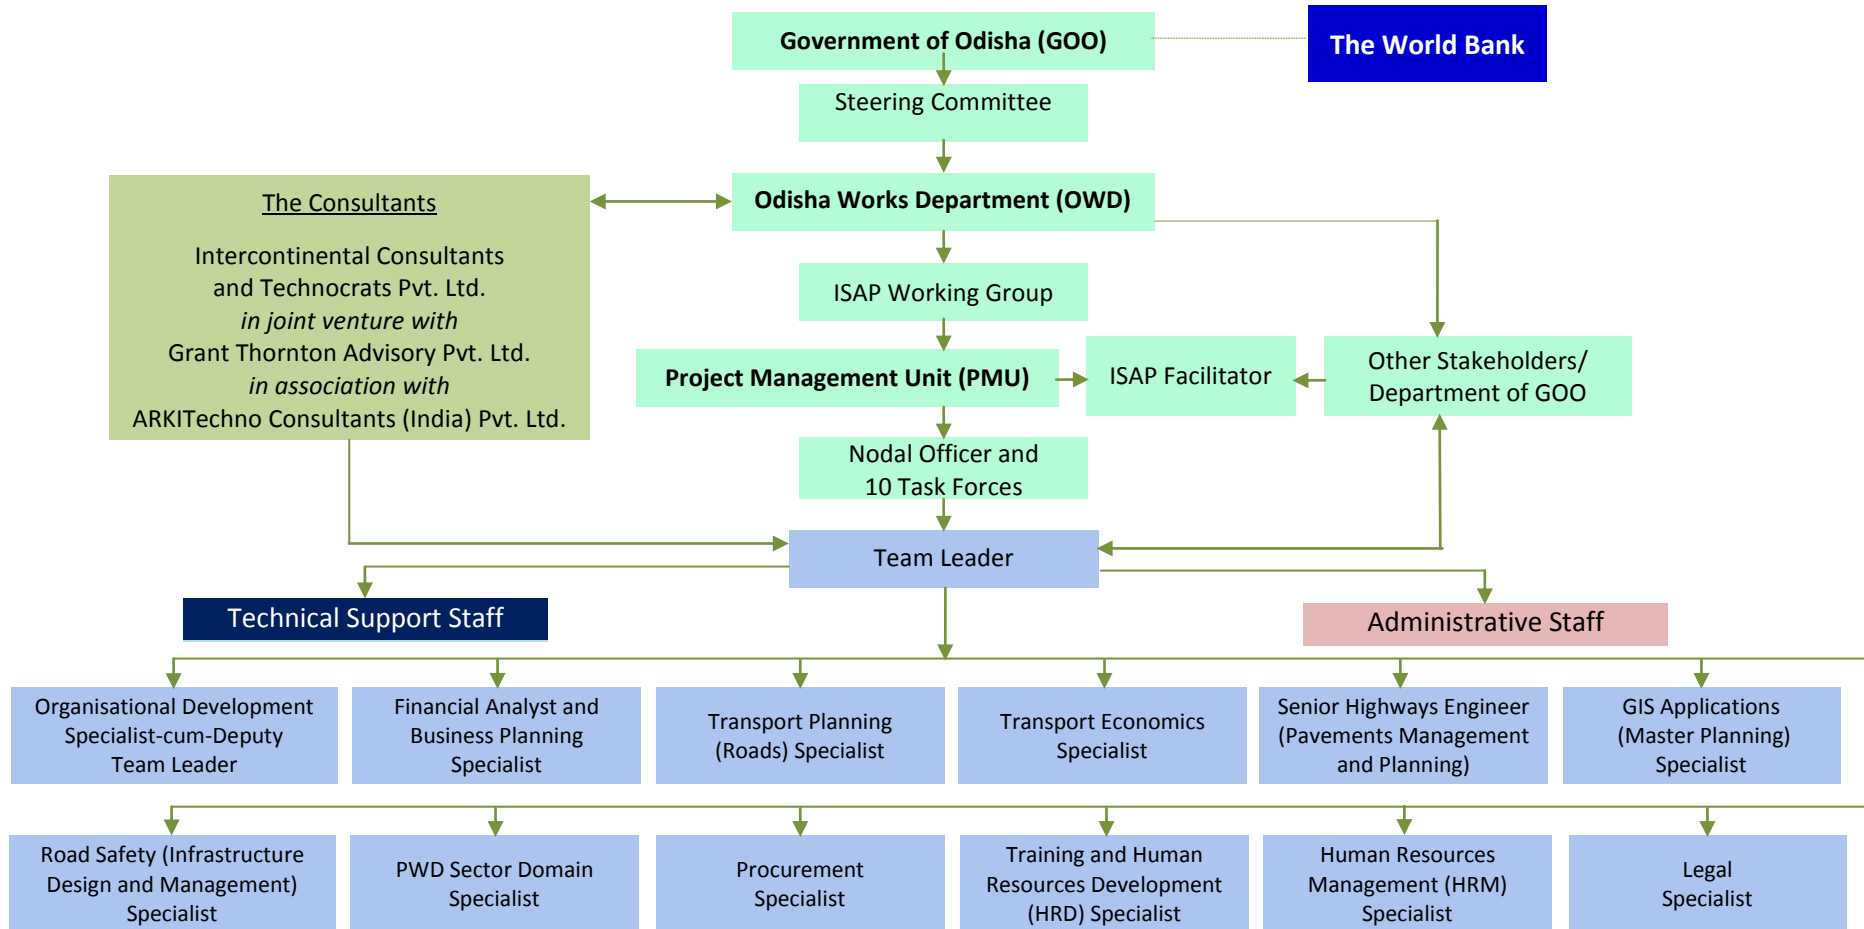 Government of Odisha (GOO)
The World Bank
Steering Committee
Odisha Works Department (OWD)
The Consultants
Intercontinental Consultants
and Technocrats Pvt. Ltd.
in joint venture with
Grant Thornton Advisory Pvt. Ltd.
in association with
ARKITechno Consultants (India) Pvt. Ltd.
ISAP Working Group
Project Management Unit (PMU)
ISAP Facilitator
Other Stakeholders/
Department of GOO
Nodal Officer and
10 Task Forces
Team Leader
Technical Support Staff
Administrative Staff
Organisational Development
Specialist-cum-Deputy
Team Leader
Financial Analyst and
Business Planning
Specialist
Transport Planning
(Roads) Specialist
Transport Economics
Specialist
Senior Highways Engineer
(Pavements Management
and Planning)
GIS Applications
(Master Planning)
Specialist
Road Safety (Infrastructure
Design and Management)
Specialist
PWD Sector Domain
Specialist
Procurement
Specialist
Training and Human
Resources Development
(HRD) Specialist
Human Resources
Management (HRM)
Specialist
Legal
Specialist